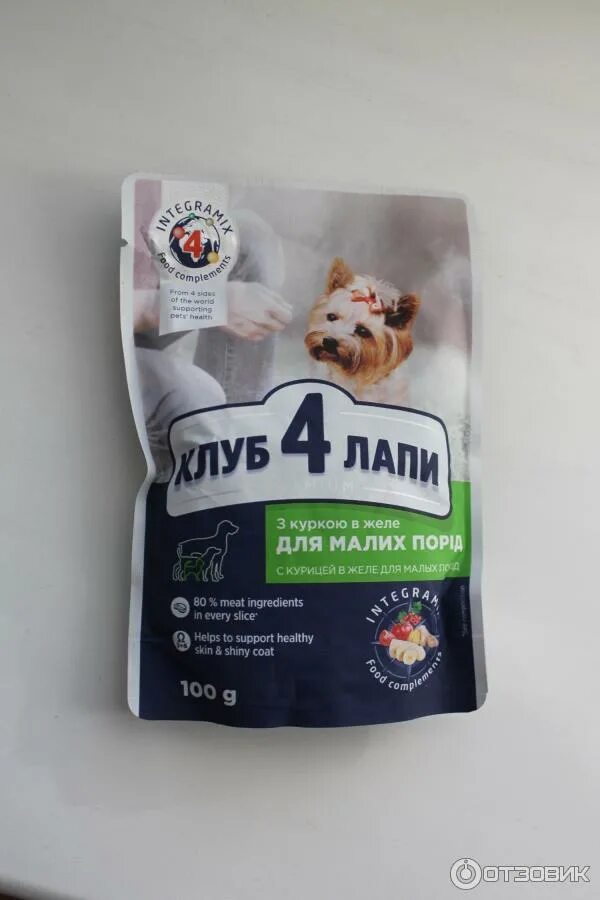 INTEGRAMIX
4
Food complements
From 4 sides
of the world
supporting
pets' health
КЛУБ 4 ЛАПИ
З куркою в желе
ДЛЯ МАЛИХ ПОРІД
С КУРИЦЕЙ В ЖЕЛЕ ДЛЯ МАЛЫХ ПОРОД
80 % meat ingredients
in every slice*
Helps to support healthy
skin & shiny coat
100 g
INTEGRAMIX
Food complements
ОТЗОВИК